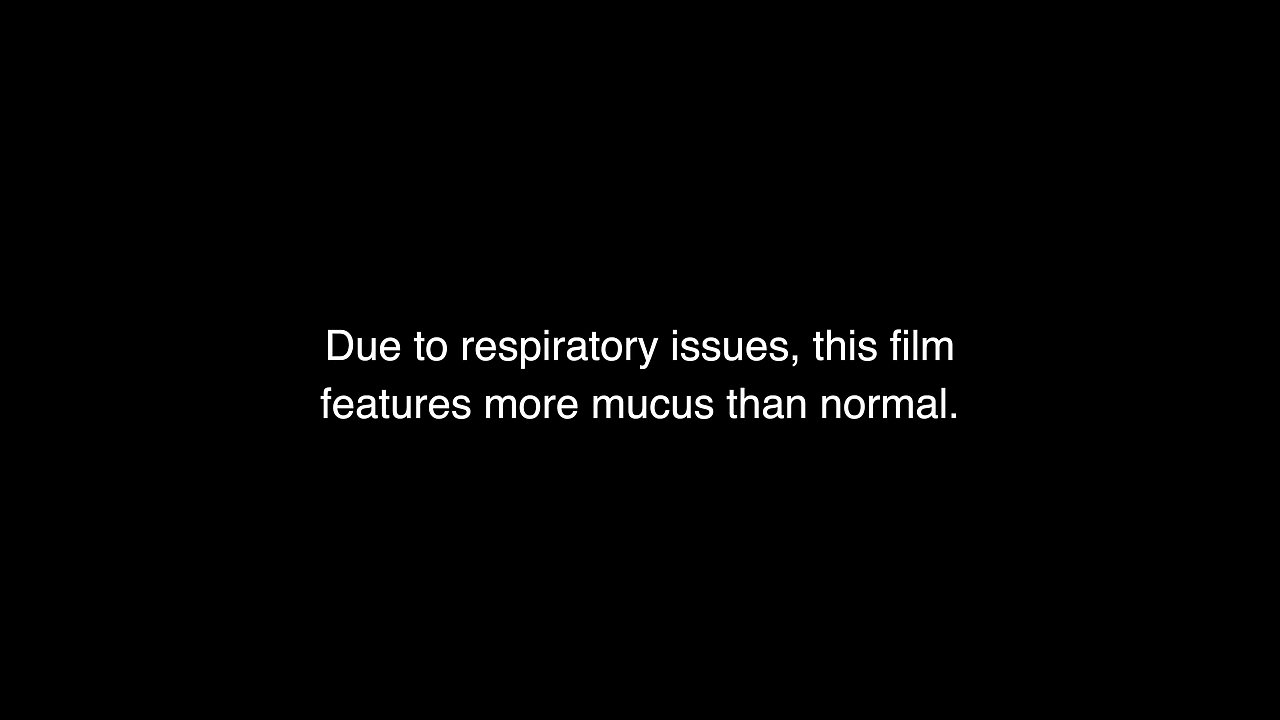 Due to respiratory issues, this film
features more mucus than normal.